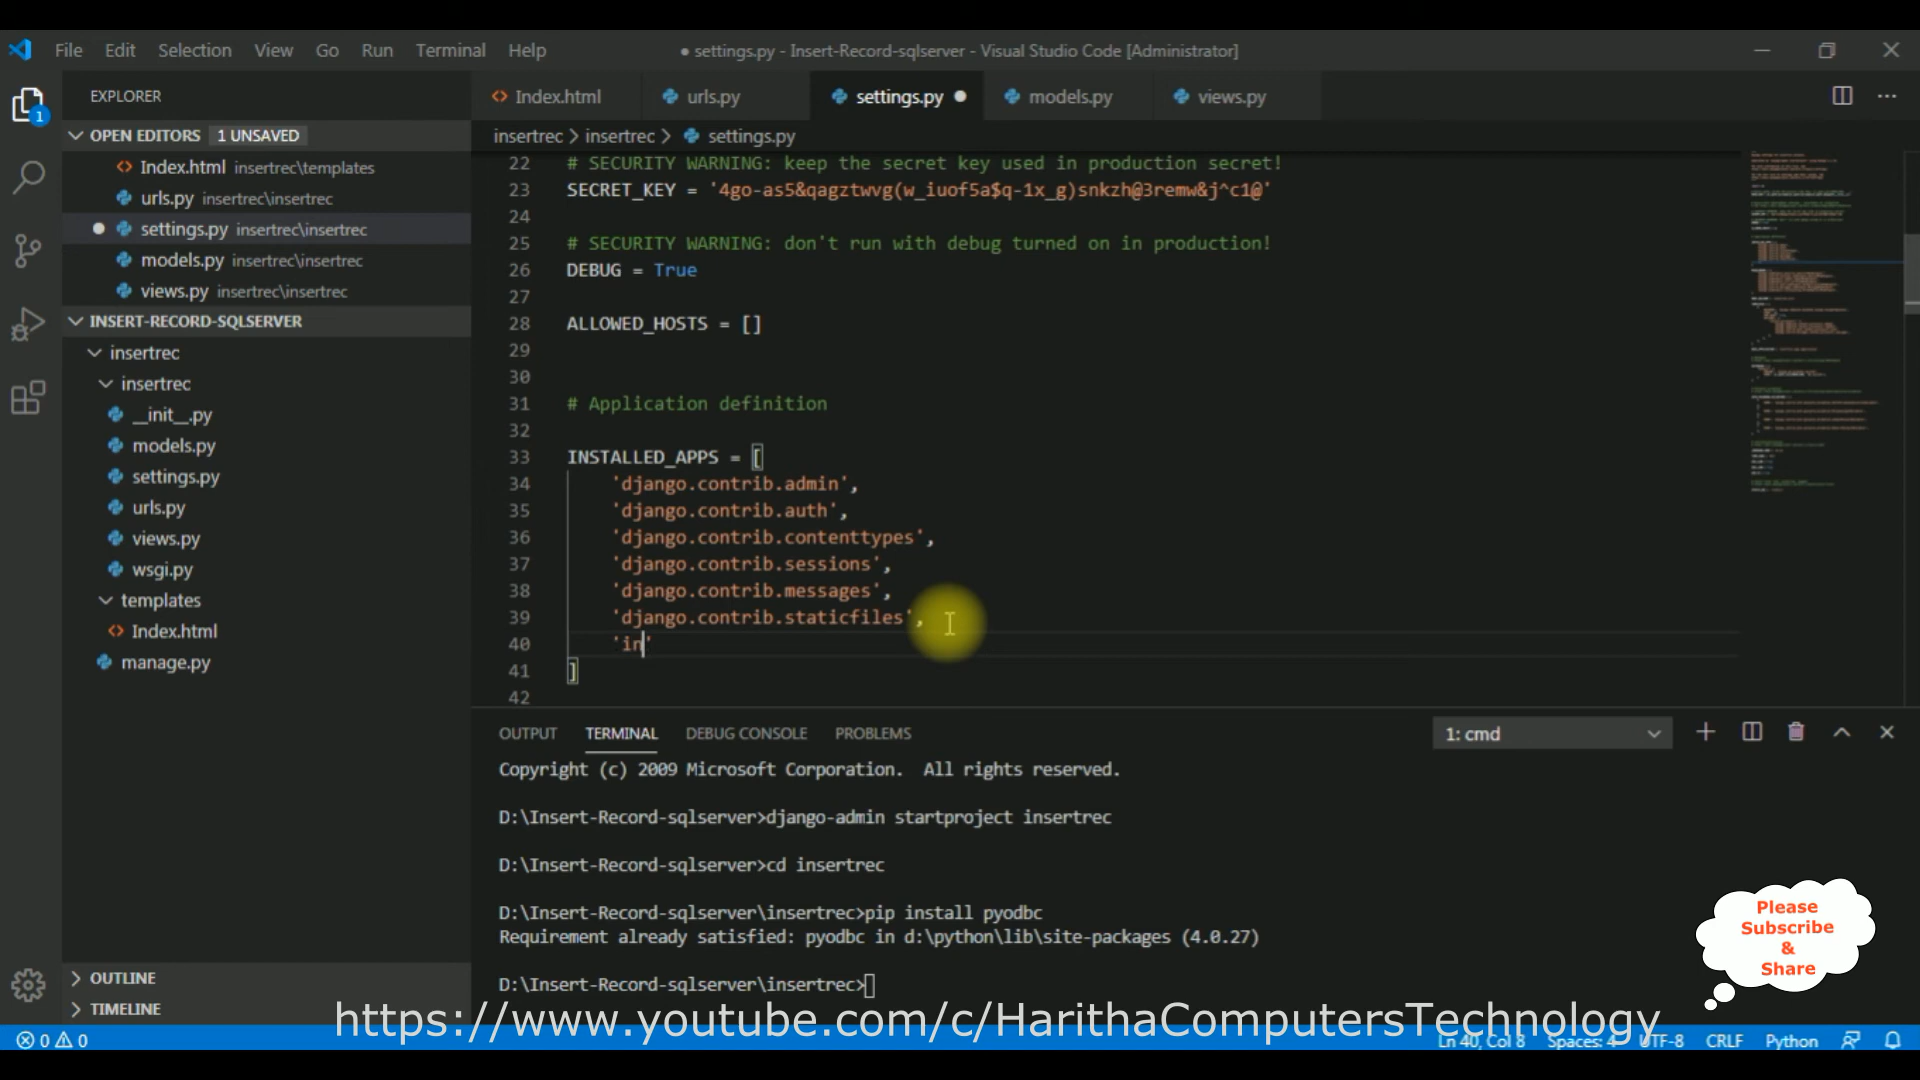 File Edit Selection View Go Run Terminal Help
● settings.py - Insert-Record-sqlserver - Visual Studio Code [Administrator]
EXPLORER
OPEN EDITORS 1 UNSAVED
Index.html insertrec\templates
urls.py insertrec\insertrec
settings.py insertrec\insertrec
models.py insertrec\insertrec
views.py insertrec\insertrec
INSERT-RECORD-SQLSERVER
insertrec
insertrec
__init__.py
models.py
settings.py
urls.py
views.py
wsgi.py
templates
Index.html
manage.py
OUTLINE
TIMELINE
1
Index.html urls.py settings.py models.py views.py
insertrec > insertrec > settings.py
22 # SECURITY WARNING: keep the secret key used in production secret!
23 SECRET_KEY = '4go-as5&qagztwvg(w_iuof5a$q-1x_g)snkzh@3remw&j^c1@'
24
25 # SECURITY WARNING: don't run with debug turned on in production!
26 DEBUG = True
27
28 ALLOWED_HOSTS = []
29
30
31 # Application definition
32
33 INSTALLED_APPS = [
34 'django.contrib.admin',
35 'django.contrib.auth',
36 'django.contrib.contenttypes',
37 'django.contrib.sessions',
38 'django.contrib.messages',
39 'django.contrib.staticfiles',
40 'in'
41 ]
42
OUTPUT TERMINAL DEBUG CONSOLE PROBLEMS
1: cmd
Copyright (c) 2009 Microsoft Corporation. All rights reserved.
D:\Insert-Record-sqlserver>django-admin startproject insertrec
D:\Insert-Record-sqlserver>cd insertrec
D:\Insert-Record-sqlserver\insertrec>pip install pyodbc
Requirement already satisfied: pyodbc in d:\python\lib\site-packages (4.0.27)
D:\Insert-Record-sqlserver\insertrec>
Please
Subscribe
&
Share
https://www.youtube.com/c/HarithaComputersTechnology
0 0
Ln 40, Col 8 Spaces: 4 UTF-8 CRLF Python